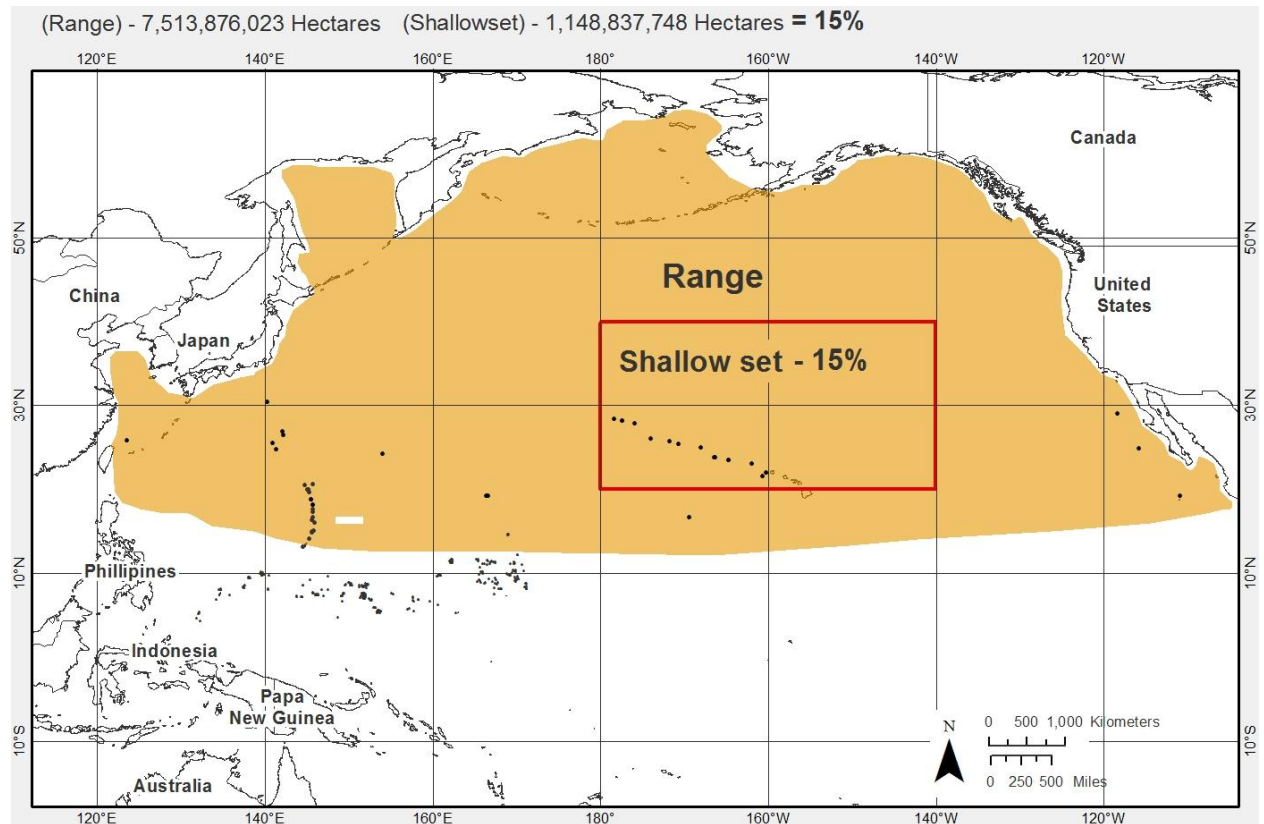 (Range) - 7,513,876,023 Hectares (Shallowset) - 1,148,837,748 Hectares = 15%
120°E 140°E 160°E 180° 160°W 140°W 120°W
Canada
50°N 50°N
Range
China
United
States
Japan
Shallow set - 15%
30°N 30°N
10°N 10°N
Phillipines
Indonesia
Papa
New Guinea
N
0 500 1,000 Kilometers
10°S 10°S
0 250 500 Miles
Australia
120°E 140°E 160°E 180° 160°W 140°W 120°W